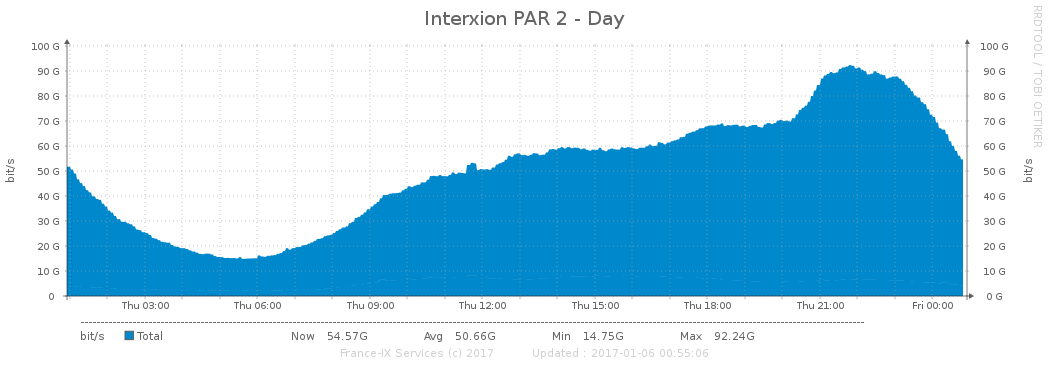 Interxion PAR 2 - Day
RRDTOOL / TOBI OETIKER
bit/s
100 G 100 G
90 G 90 G
80 G 80 G
70 G 70 G
60 G 60 G
50 G 50 G
40 G 40 G
30 G 30 G
20 G 20 G
10 G 10 G
0 0 G
bit/s
Thu 03:00 Thu 06:00 Thu 09:00 Thu 12:00 Thu 15:00 Thu 18:00 Thu 21:00 Fri 00:00
bit/s Total Now 54.57G Avg 50.66G Min 14.75G Max 92.24G
France-IX Services (c) 2017 Updated : 2017-01-06 00:55:06